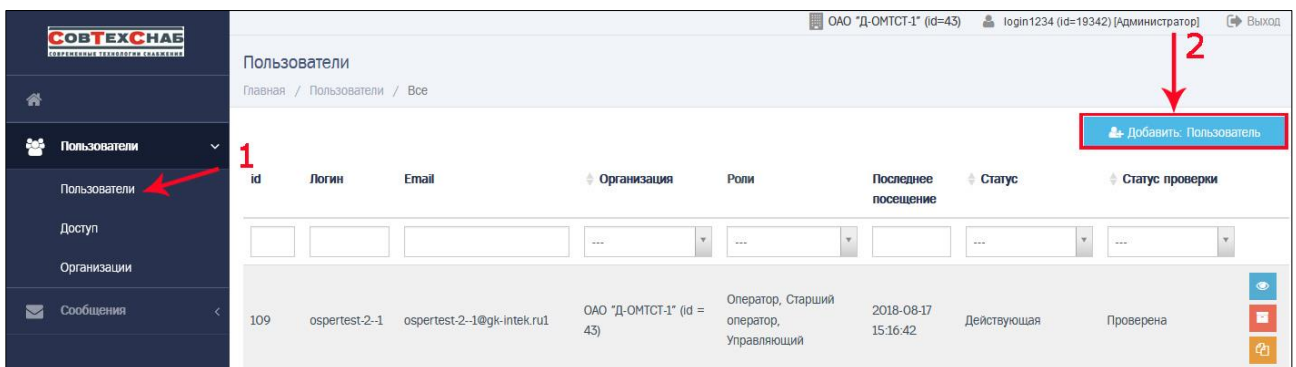 ОАО "Д-ОМТСТ-1" (id=43) login1234 (id=19342) [Администратор] Выход
СОВТЕХСНАБ
СОВРЕМЕННЫЕ ТЕХНОЛОГИИ СНАБЖЕНИЯ
2
Пользователи
Главная / Пользователи / Все
Добавить: Пользователь
Пользователи
1
Пользователи
Доступ
Организации
Сообщения
id Логин Email Организация Роли Последнее посещение Статус Статус проверки
--- --- --- ---
109 ospertest-2--1 ospertest-2--1@gk-intek.ru1 ОАО "Д-ОМТСТ-1" (id = 43) Оператор, Старший оператор, Управляющий 2018-08-17 15:16:42 Действующая Проверена